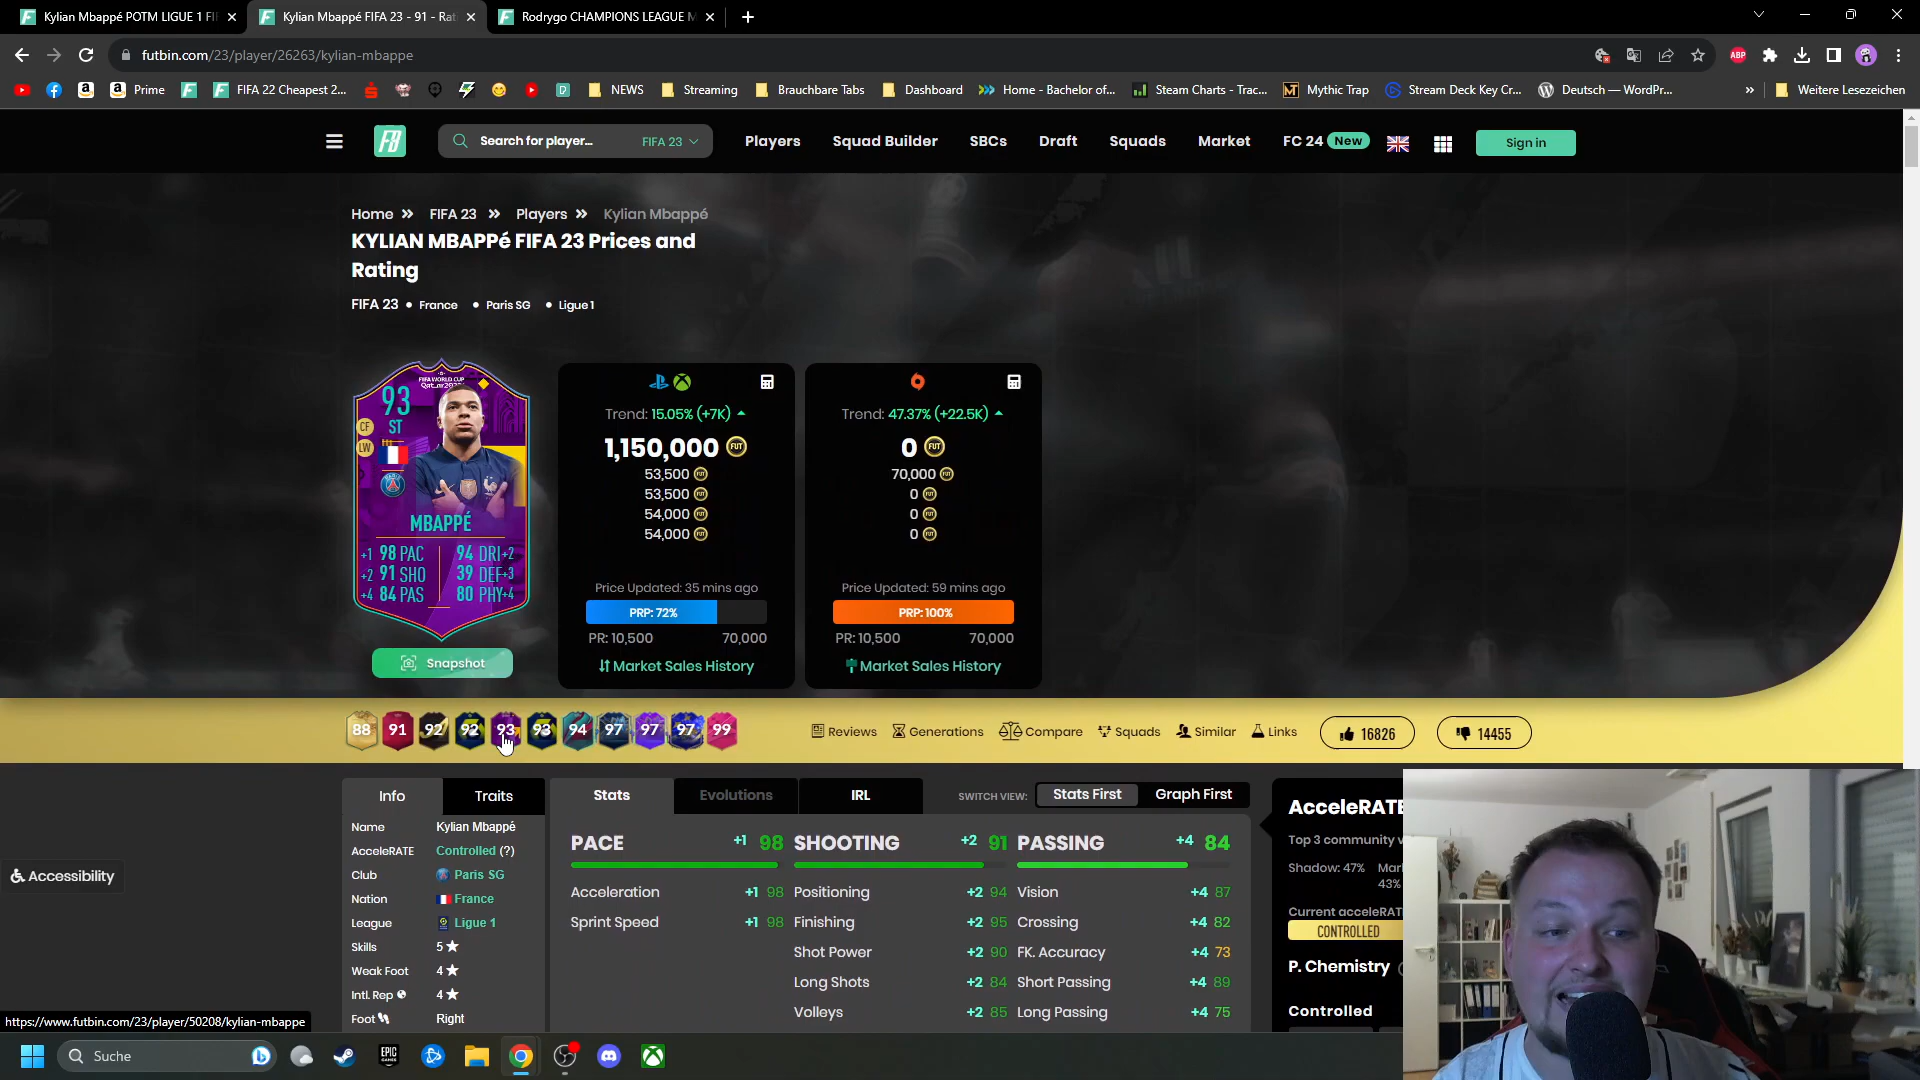 Kylian Mbappé POTM LIGUE 1 FI
Kylian Mbappé FIFA 23 - 91 - Rati
Rodrygo CHAMPIONS LEAGUE M
futbin.com/23/player/26263/kylian-mbappe
ABP
Prime
FIFA 22 Cheapest 2...
NEWS
Streaming
Brauchbare Tabs
Dashboard
Home - Bachelor of...
Steam Charts - Trac...
Mythic Trap
Stream Deck Key Cr...
Deutsch — WordPr...
»
Weitere Lesezeichen
FB
Search for player...
FIFA 23
Players
Squad Builder
SBCs
Draft
Squads
Market
FC 24 New
Sign in
Home » FIFA 23 » Players » Kylian Mbappé
KYLIAN MBAPPé FIFA 23 Prices and
Rating
FIFA 23 • France • Paris SG • Ligue 1
FIFA WORLD CUP
93
ST
CF
LW
MBAPPÉ
+1 98 PAC 94 DRI +2
+2 91 SHO 39 DEF +3
+4 84 PAS 80 PHY +4
Snapshot
Trend: 15.05% (+7K)
1,150,000
53,500
53,500
54,000
54,000
Price Updated: 35 mins ago
PRP: 72%
PR: 10,500 70,000
Market Sales History
Trend: 47.37% (+22.5K)
0
70,000
0
0
0
Price Updated: 59 mins ago
PRP: 100%
PR: 10,500 70,000
Market Sales History
88 91 92 92 93 93 94 97 97 97 99
Reviews
Generations
Compare
Squads
Similar
Links
16826
14455
Info
Traits
Name Kylian Mbappé
AcceleRATE Controlled (?)
Club Paris SG
Nation France
League Ligue 1
Skills 5
Weak Foot 4
Intl. Rep 4
Foot Right
Stats
Evolutions
IRL
SWITCH VIEW:
Stats First
Graph First
PACE +1 98
Acceleration +1 98
Sprint Speed +1 98
SHOOTING +2 91
Positioning +2 94
Finishing +2 95
Shot Power +2 90
Long Shots +2 84
Volleys +2 85
PASSING +4 84
Vision +4 87
Crossing +4 82
FK. Accuracy +4 73
Short Passing +4 89
Long Passing +4 75
AcceleRATE
Top 3 community v
Shadow: 47% Mar
43%
Current acceleRAT
CONTROLLED
P. Chemistry
Controlled
Accessibility
https://www.futbin.com/23/player/50208/kylian-mbappe
Suche
EPIC
GAMES